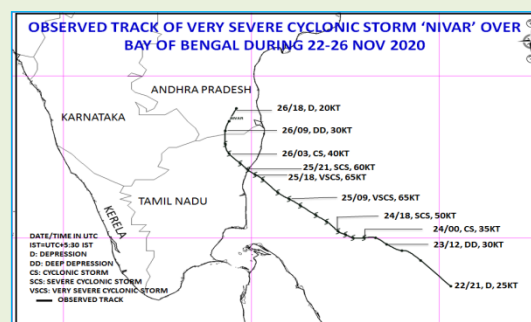 OBSERVED TRACK OF VERY SEVERE CYCLONIC STORM 'NIVAR' OVER
BAY OF BENGAL DURING 22-26 NOV 2020
ANDHRA PRADESH
26/18, D, 20KT
KARNATAKA
26/09, DD, 30KT
26/03, CS, 40KT
25/21, SCS, 60KT
25/18, VSCS, 65KT
25/09, VSCS, 65KT
TAMIL NADU
24/18, SCS, 50KT
KERELA
24/00, CS, 35KT
23/12, DD, 30KT
22/21, D, 25KT
DATE/TIME IN UTC
IST=UTC+5:30 IST
D: DEPRESSION
DD: DEEP DEPRESSION
CS: CYCLONIC STORM
SCS: SEVERE CYCLONIC STORM
VSCS: VERY SEVERE CYCLONIC STORM
OBSERVED TRACK